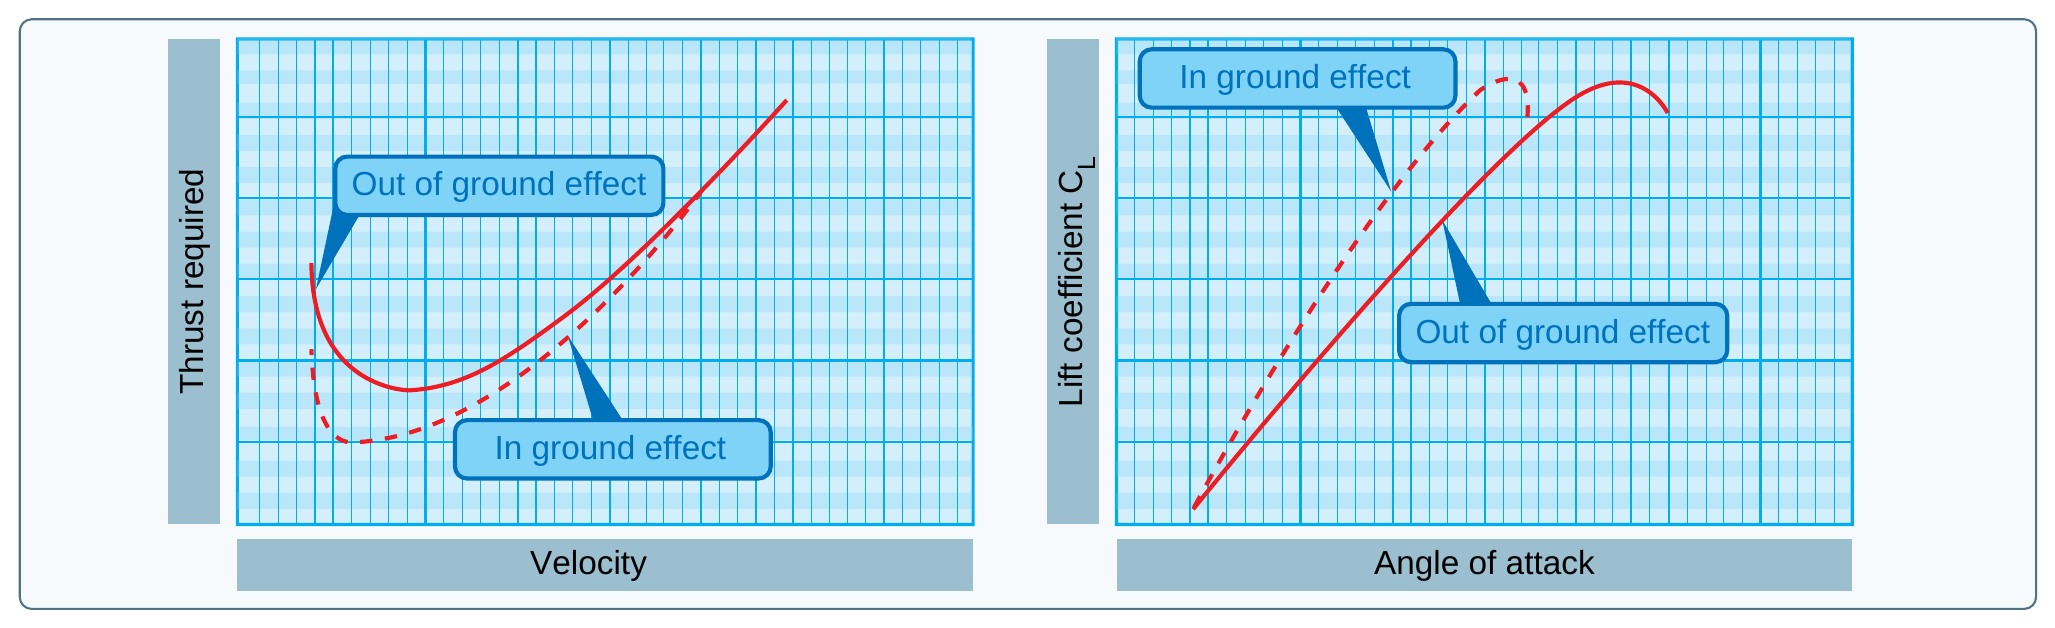 Thrust required
Out of ground effect
In ground effect
Velocity
Lift coefficient C_L
In ground effect
Out of ground effect
Angle of attack